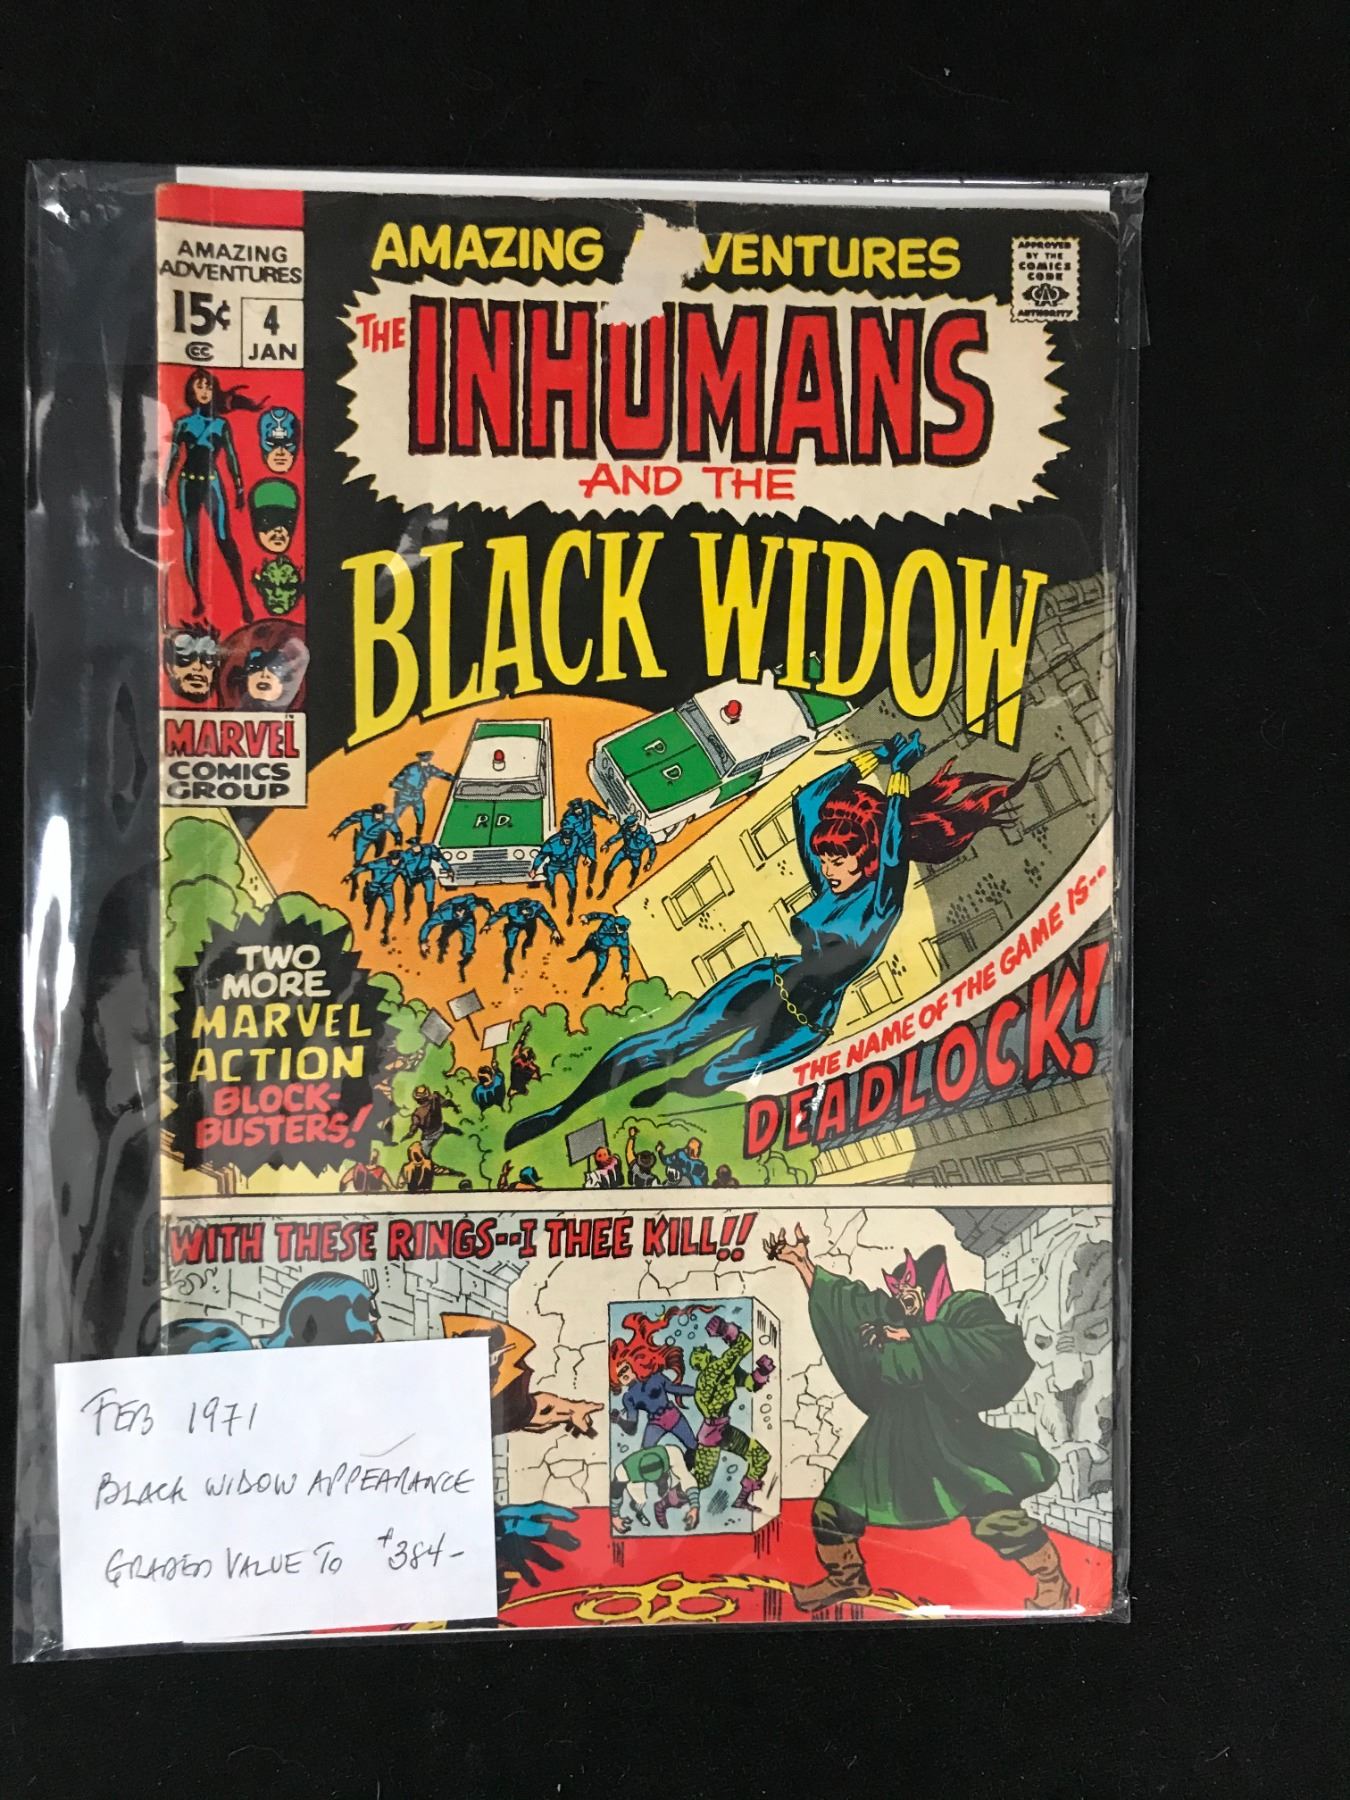 AMAZING ADVENTURES
15¢
4
JAN
CC
MARVEL
COMICS
GROUP
AMAZING VENTURES
APPROVED
BY THE
COMICS
CODE
CA
AUTHORITY
THE INHUMANS
AND THE
BLACK WIDOW
P.D.
P D
TWO
MORE
MARVEL
ACTION
BLOCK-
BUSTERS!
THE NAME OF THE GAME IS--
DEADLOCK!
WITH THESE RINGS--I THEE KILL!!
FEB 1971
BLACK WIDOW APPEARANCE
GRADED VALUE TO $384-